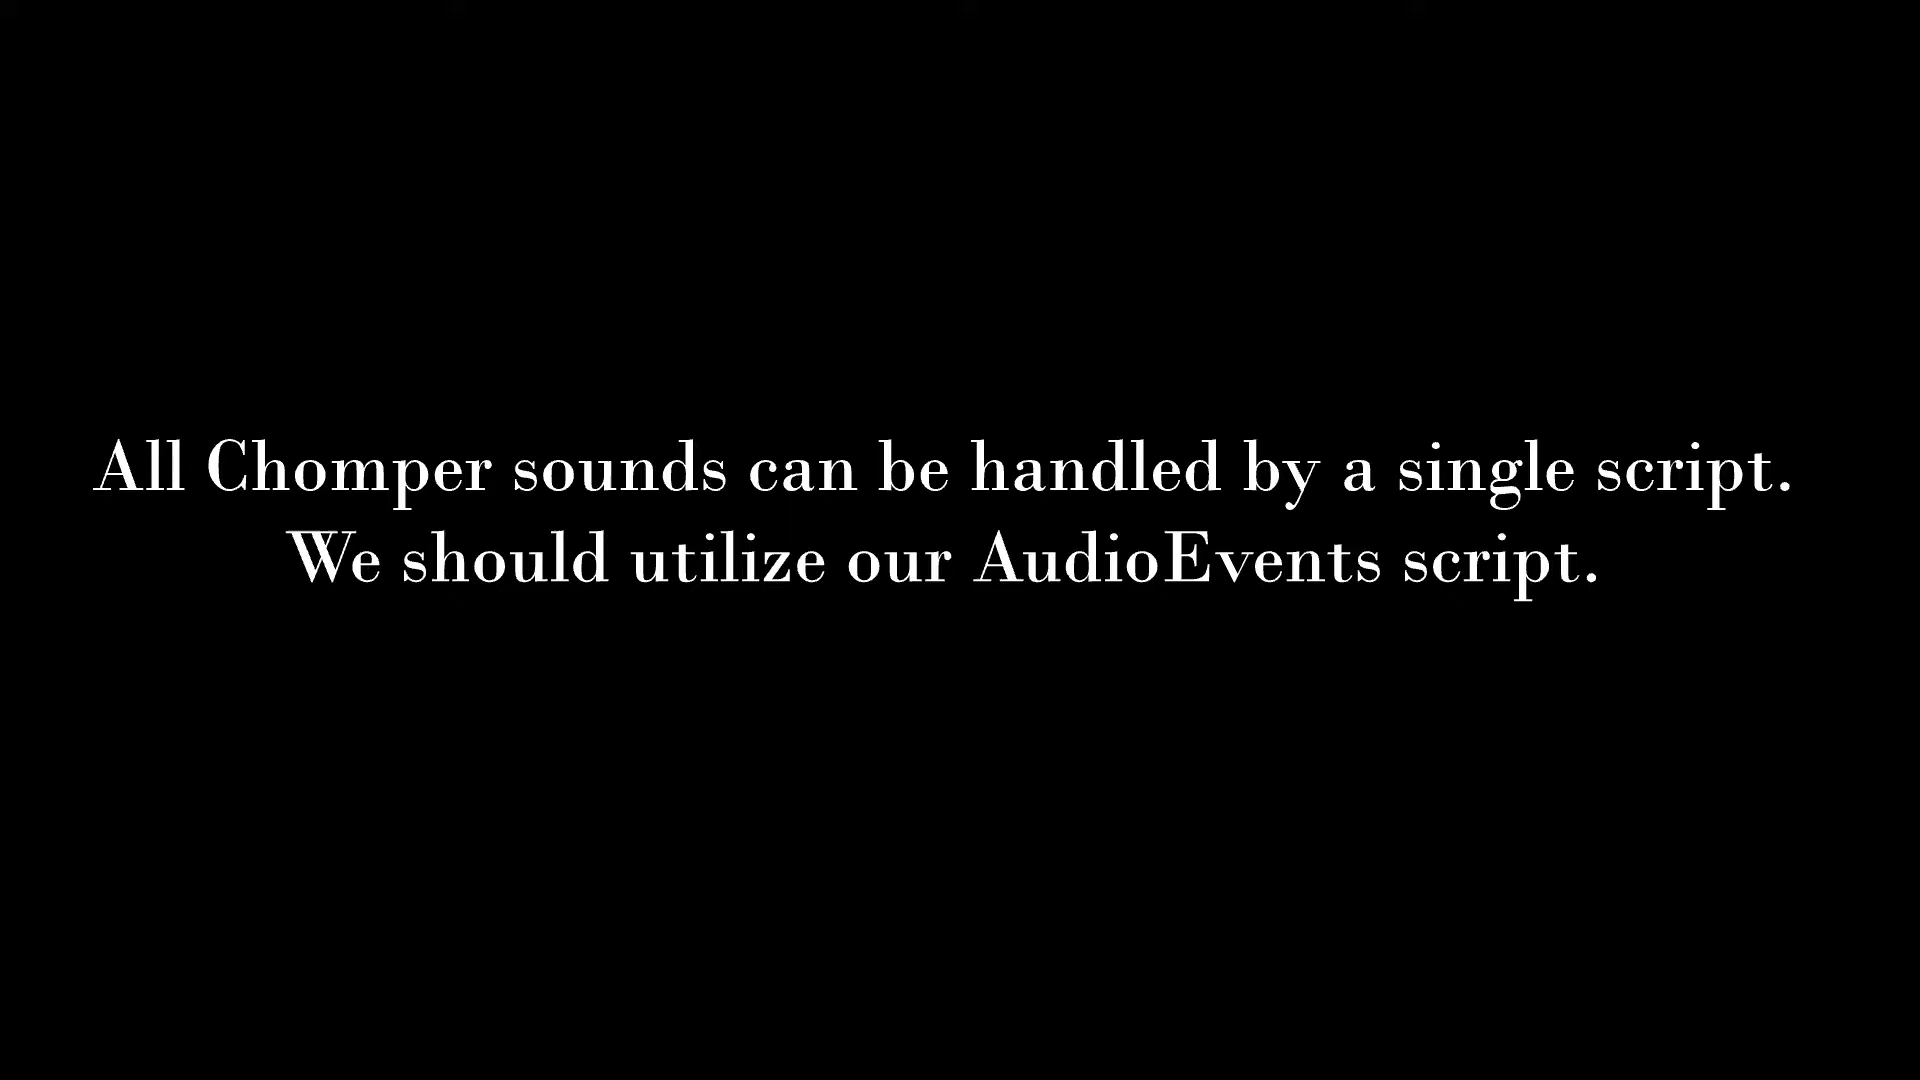 All Chomper sounds can be handled by a single script.
We should utilize our AudioEvents script.